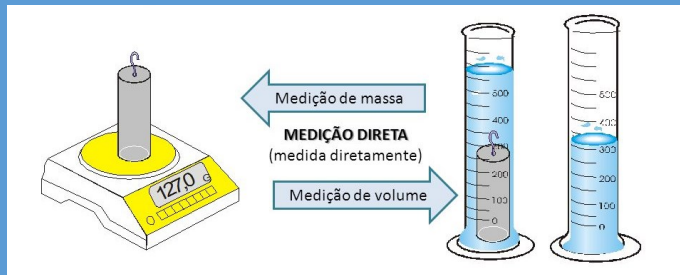 Medição de massa
MEDIÇÃO DIRETA
(medida diretamente)
Medição de volume
127,0 G
500
400
300
200
100
0
500
400
300
200
100
0